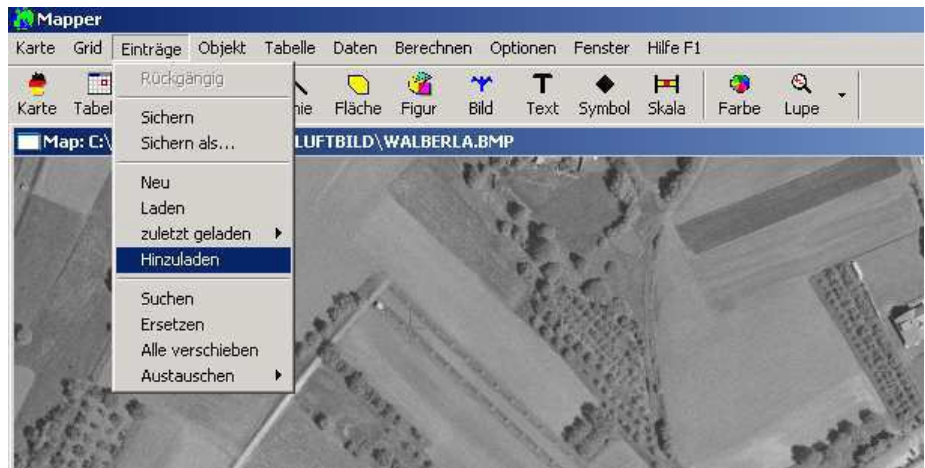 Mapper
Karte Grid Einträge Objekt Tabelle Daten Berechnen Optionen Fenster Hilfe F1
Karte Fläche Figur Bild Text Symbol Skala Farbe Lupe
Map: C:\ LUFTBILD\WALBERLA.BMP
Rückgängig
Sichern
Sichern als...
Neu
Laden
zuletzt geladen
Hinzuladen
Suchen
Ersetzen
Alle verschieben
Austauschen